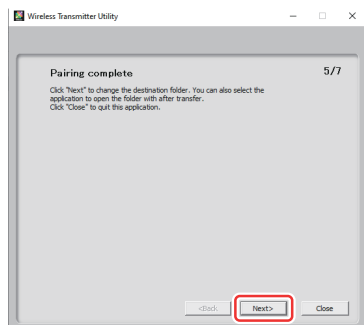 Wireless Transmitter Utility
Pairing complete
5/7
Click "Next" to change the destination folder. You can also select the
application to open the folder with after transfer.
Click "Close" to quit this application.
<Back
Next>
Close